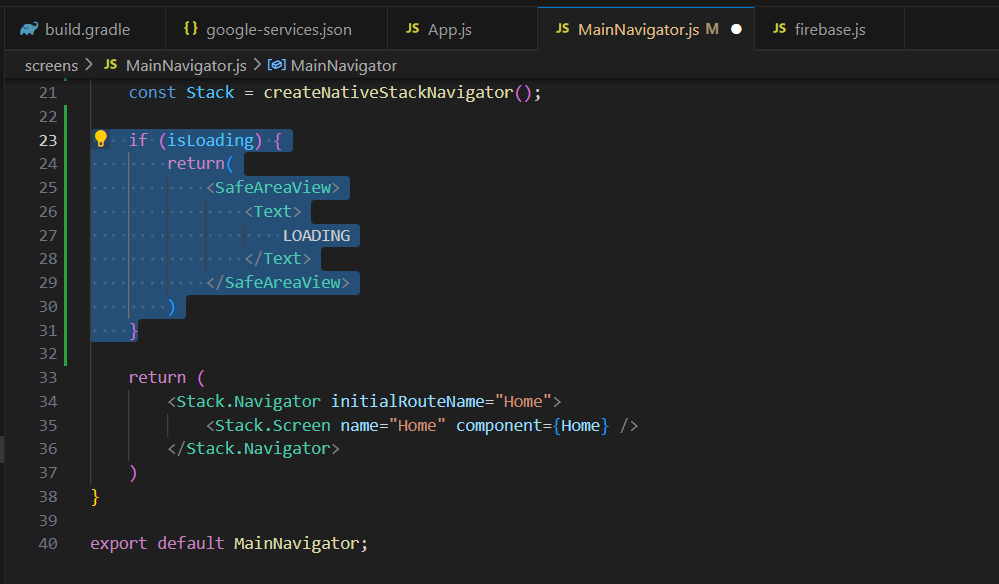 build.gradle
{} google-services.json
JS App.js
JS MainNavigator.js M
JS firebase.js
screens > JS MainNavigator.js > MainNavigator
21 const Stack = createNativeStackNavigator();
22
23 if (isLoading) {
24 return(
25 <SafeAreaView>
26 <Text>
27 LOADING
28 </Text>
29 </SafeAreaView>
30 )
31 }
32
33 return (
34 <Stack.Navigator initialRouteName="Home">
35 <Stack.Screen name="Home" component={Home} />
36 </Stack.Navigator>
37 )
38 }
39
40 export default MainNavigator;